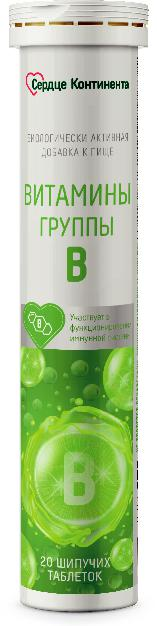 Сердце Континента
БИОЛОГИЧЕСКИ АКТИВНАЯ
ДОБАВКА К ПИЩЕ
ВИТАМИНЫ
ГРУППЫ
B
B
Участвует в
функционировании
иммунной системы
B
20 ШИПУЧИХ
ТАБЛЕТОК